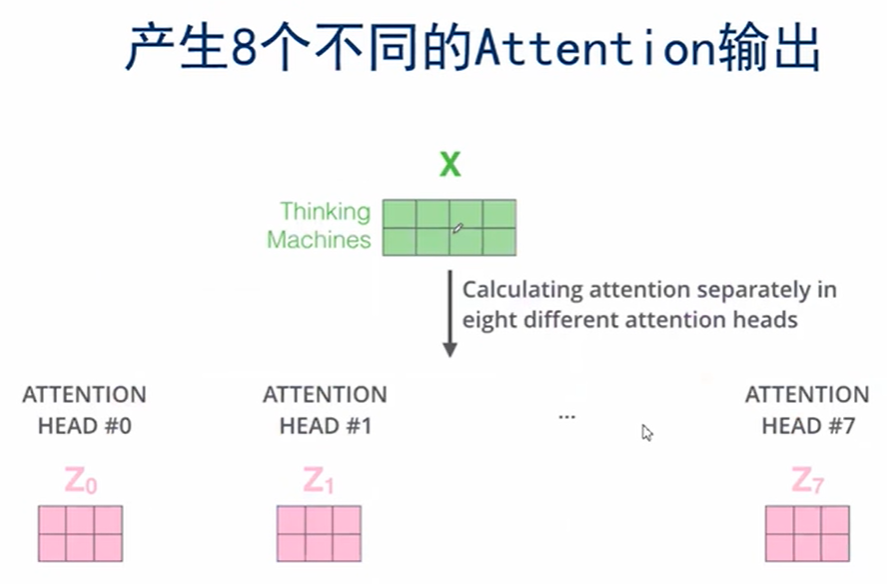 产生8个不同的Attention输出
X
Thinking
Machines
Calculating attention separately in
eight different attention heads
ATTENTION
HEAD #0
ATTENTION
HEAD #1
...
ATTENTION
HEAD #7
Z0
Z1
Z7